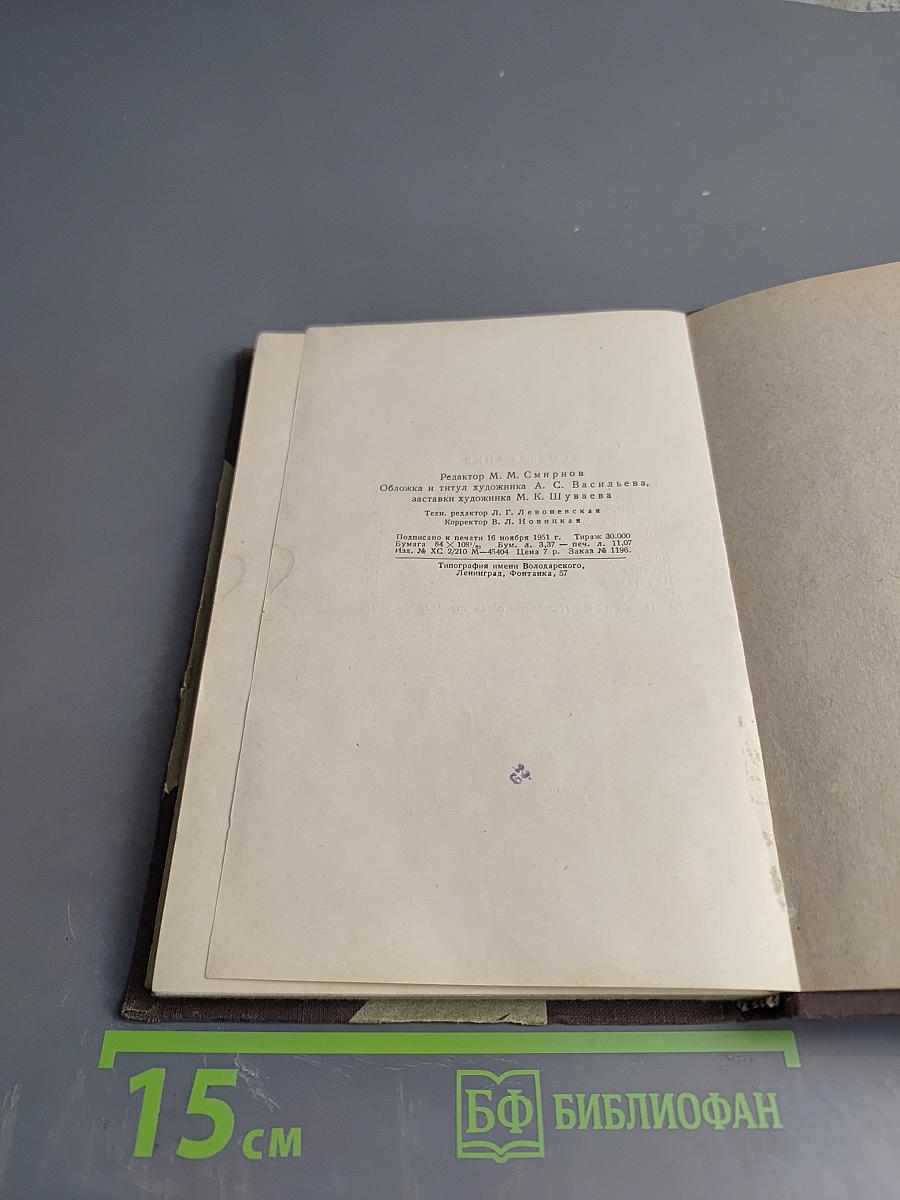 Редактор М. М. Смирнов
Обложка и титул художника А. С. Васильева,
заставки художника М. К. Шуваева
Техн. редактор Л. Г. Левоневская
Корректор В. Л. Новицкая
Подписано к печати 16 ноября 1951 г. Тираж 30.000
Бумага 84 × 108¹/₃₂ Бум. л. 3,37 — печ. л. 11,07
Изд. № ХС 2/210 М—45404 Цена 7 р. Заказ № 1196.
Типография имени Володарского,
Ленинград, Фонтанка, 57
15 см
БФ БИБЛИОФАН